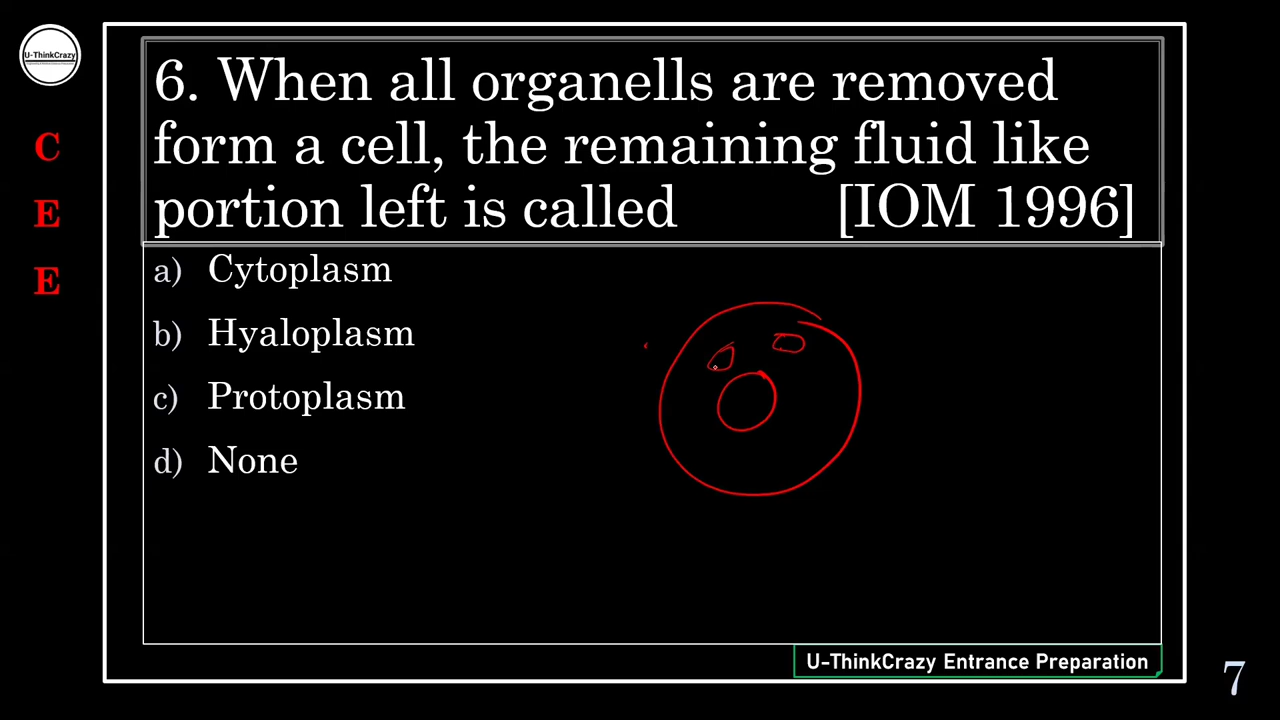 U-ThinkCrazy
C
E
E
6. When all organells are removed
form a cell, the remaining fluid like
portion left is called [IOM 1996]
a) Cytoplasm
b) Hyaloplasm
c) Protoplasm
d) None
U-ThinkCrazy Entrance Preparation
7